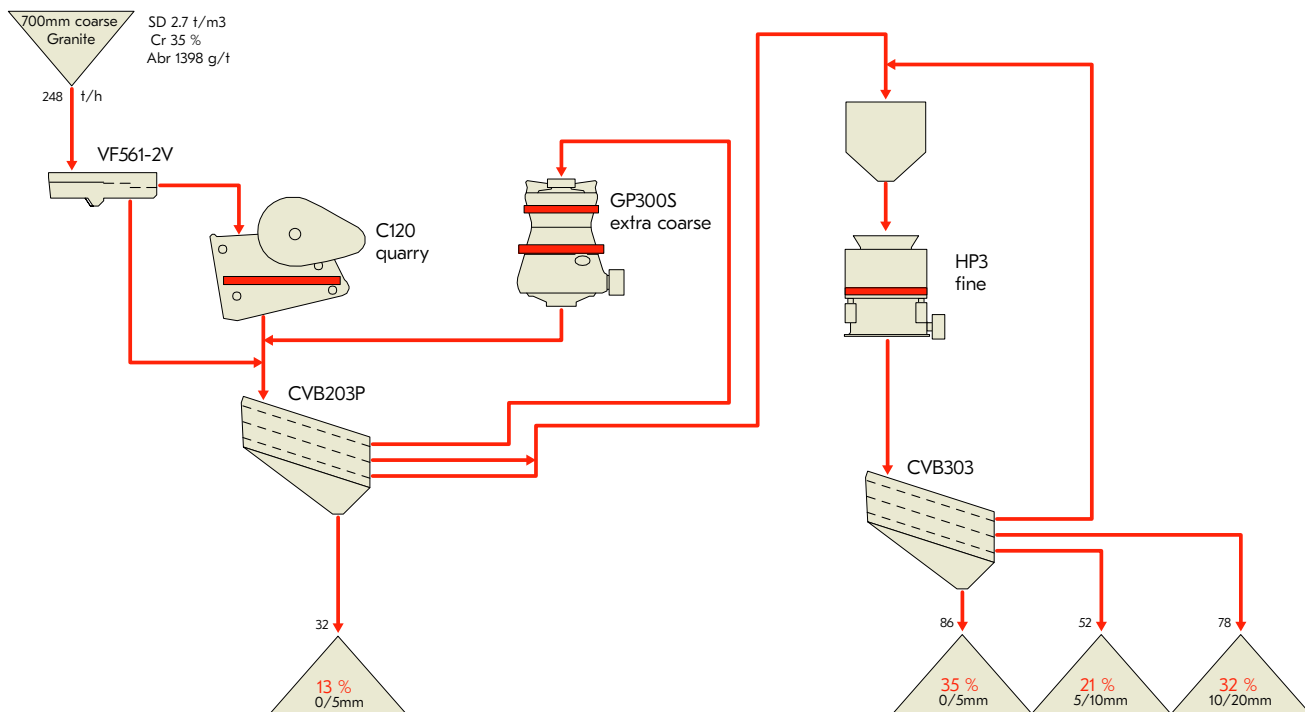 700mm coarse
Granite
SD 2.7 t/m3
Cr 35 %
Abr 1398 g/t
248 t/h
VF561-2V
C120
quarry
GP300S
extra coarse
HP3
fine
CVB203P
CVB303
32
13 %
0/5mm
86
35 %
0/5mm
52
21 %
5/10mm
78
32 %
10/20mm